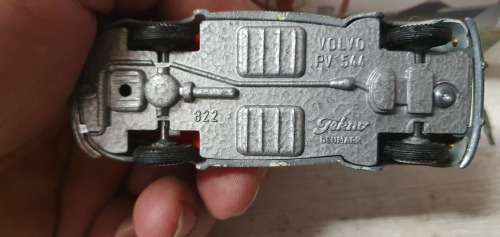 VOLVO
PV 544
822
Tekno
DENMARK